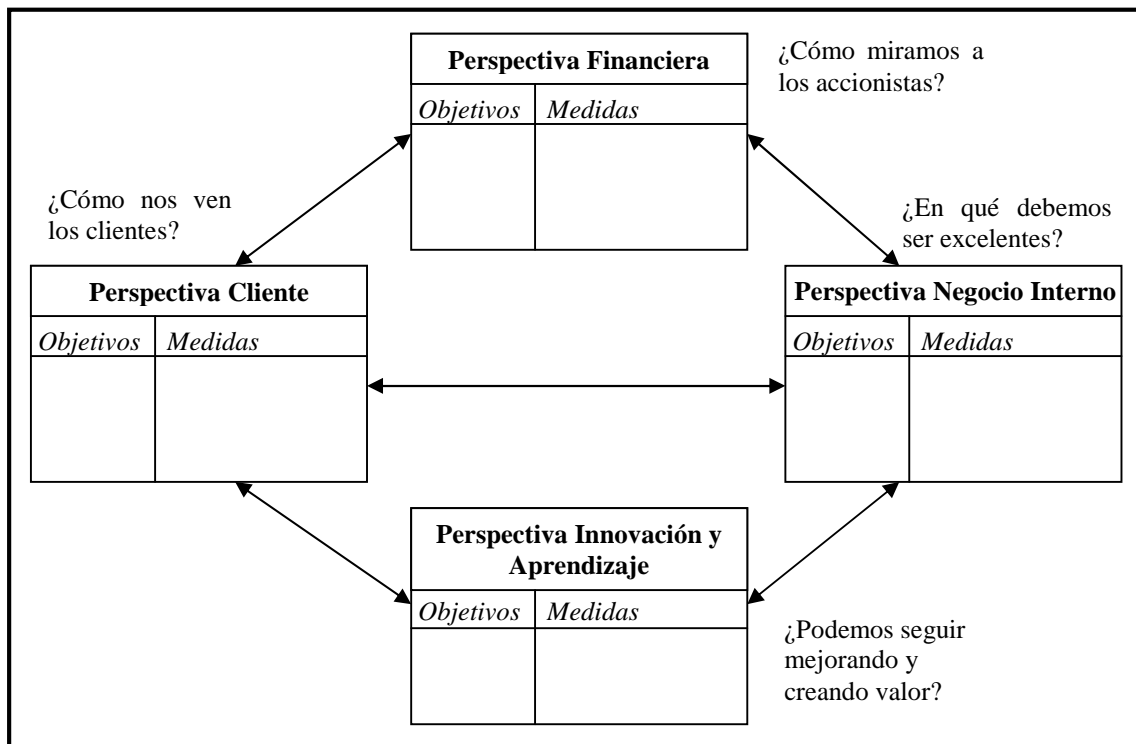 Perspectiva Financiera
Objetivos Medidas
¿Cómo miramos a
los accionistas?
¿Cómo nos ven
los clientes?
¿En qué debemos
ser excelentes?
Perspectiva Cliente
Objetivos Medidas
Perspectiva Negocio Interno
Objetivos Medidas
Perspectiva Innovación y
Aprendizaje
Objetivos Medidas
¿Podemos seguir
mejorando y
creando valor?